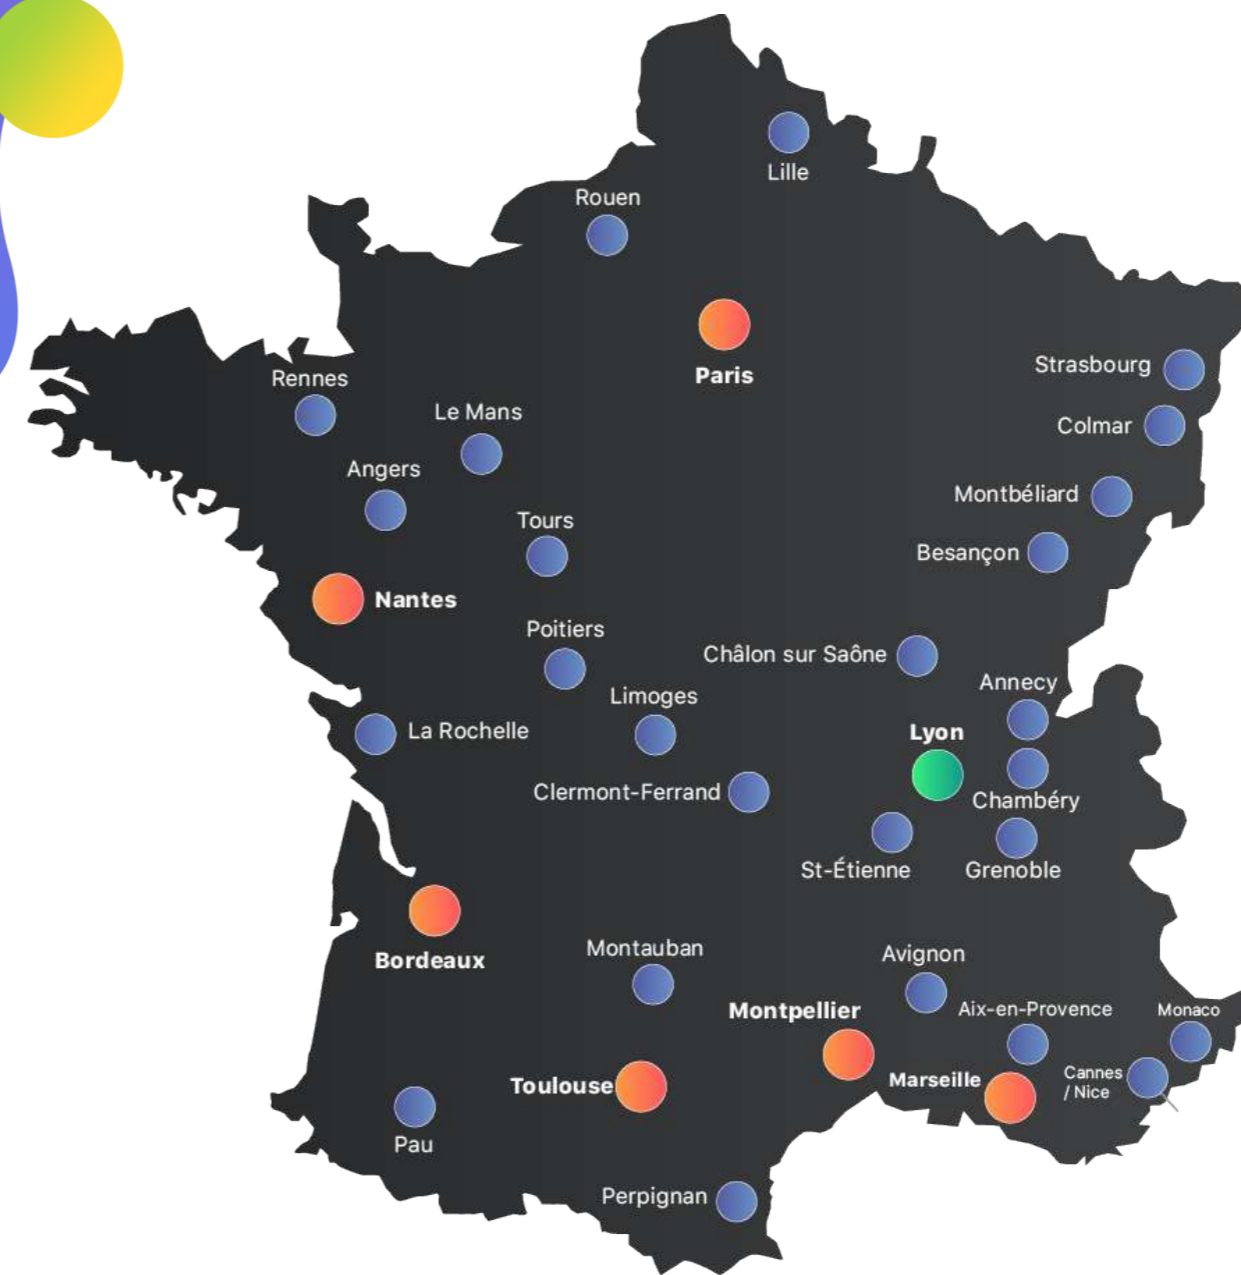 Lille
Rouen
Paris
Strasbourg
Rennes
Le Mans
Colmar
Angers
Montbéliard
Tours
Besançon
Nantes
Poitiers
Châlon sur Saône
Annecy
Limoges
La Rochelle
Lyon
Clermont-Ferrand
Chambéry
St-Étienne
Grenoble
Bordeaux
Montauban
Avignon
Montpellier
Aix-en-Provence
Monaco
Toulouse
Marseille
Cannes
/ Nice
Pau
Perpignan